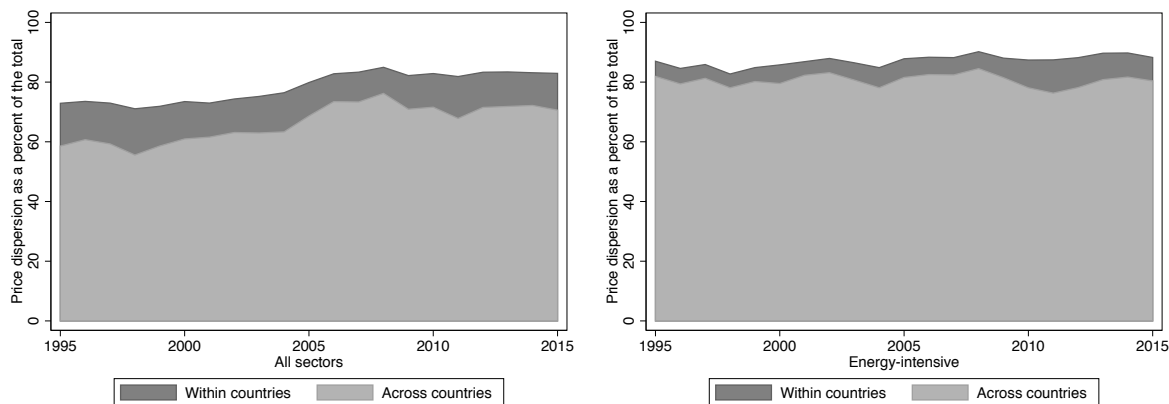 Price dispersion as a percent of the total
100
80
60
40
20
0
1995
2000
2005
2010
2015
All sectors
Within countries
Across countries
Price dispersion as a percent of the total
100
80
60
40
20
0
1995
2000
2005
2010
2015
Energy-intensive
Within countries
Across countries